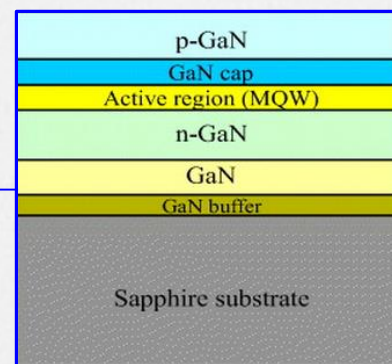 p-GaN
GaN cap
Active region (MQW)
n-GaN
GaN
GaN buffer
Sapphire substrate